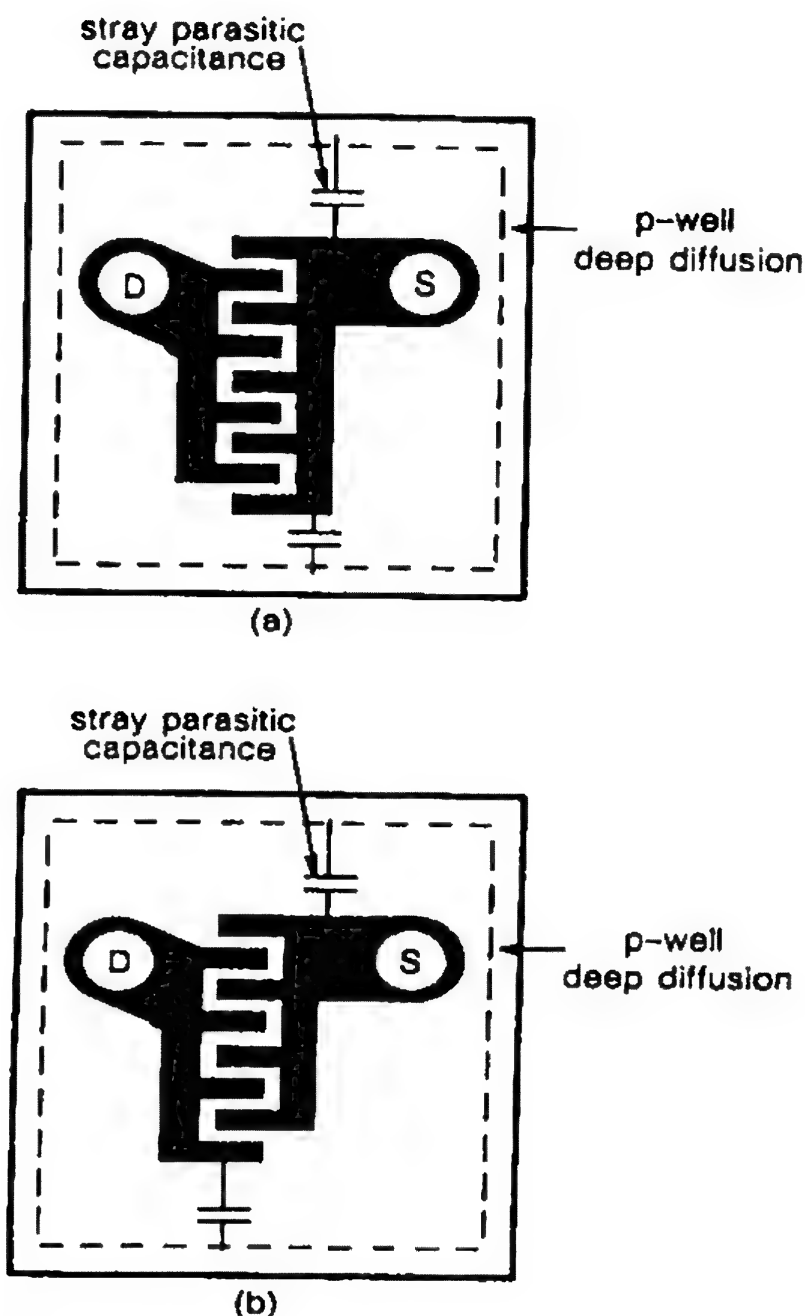 stray parasitic
capacitance
p-well
deep diffusion
D
S
(a)
stray parasitic
capacitance
p-well
deep diffusion
D
S
(b)